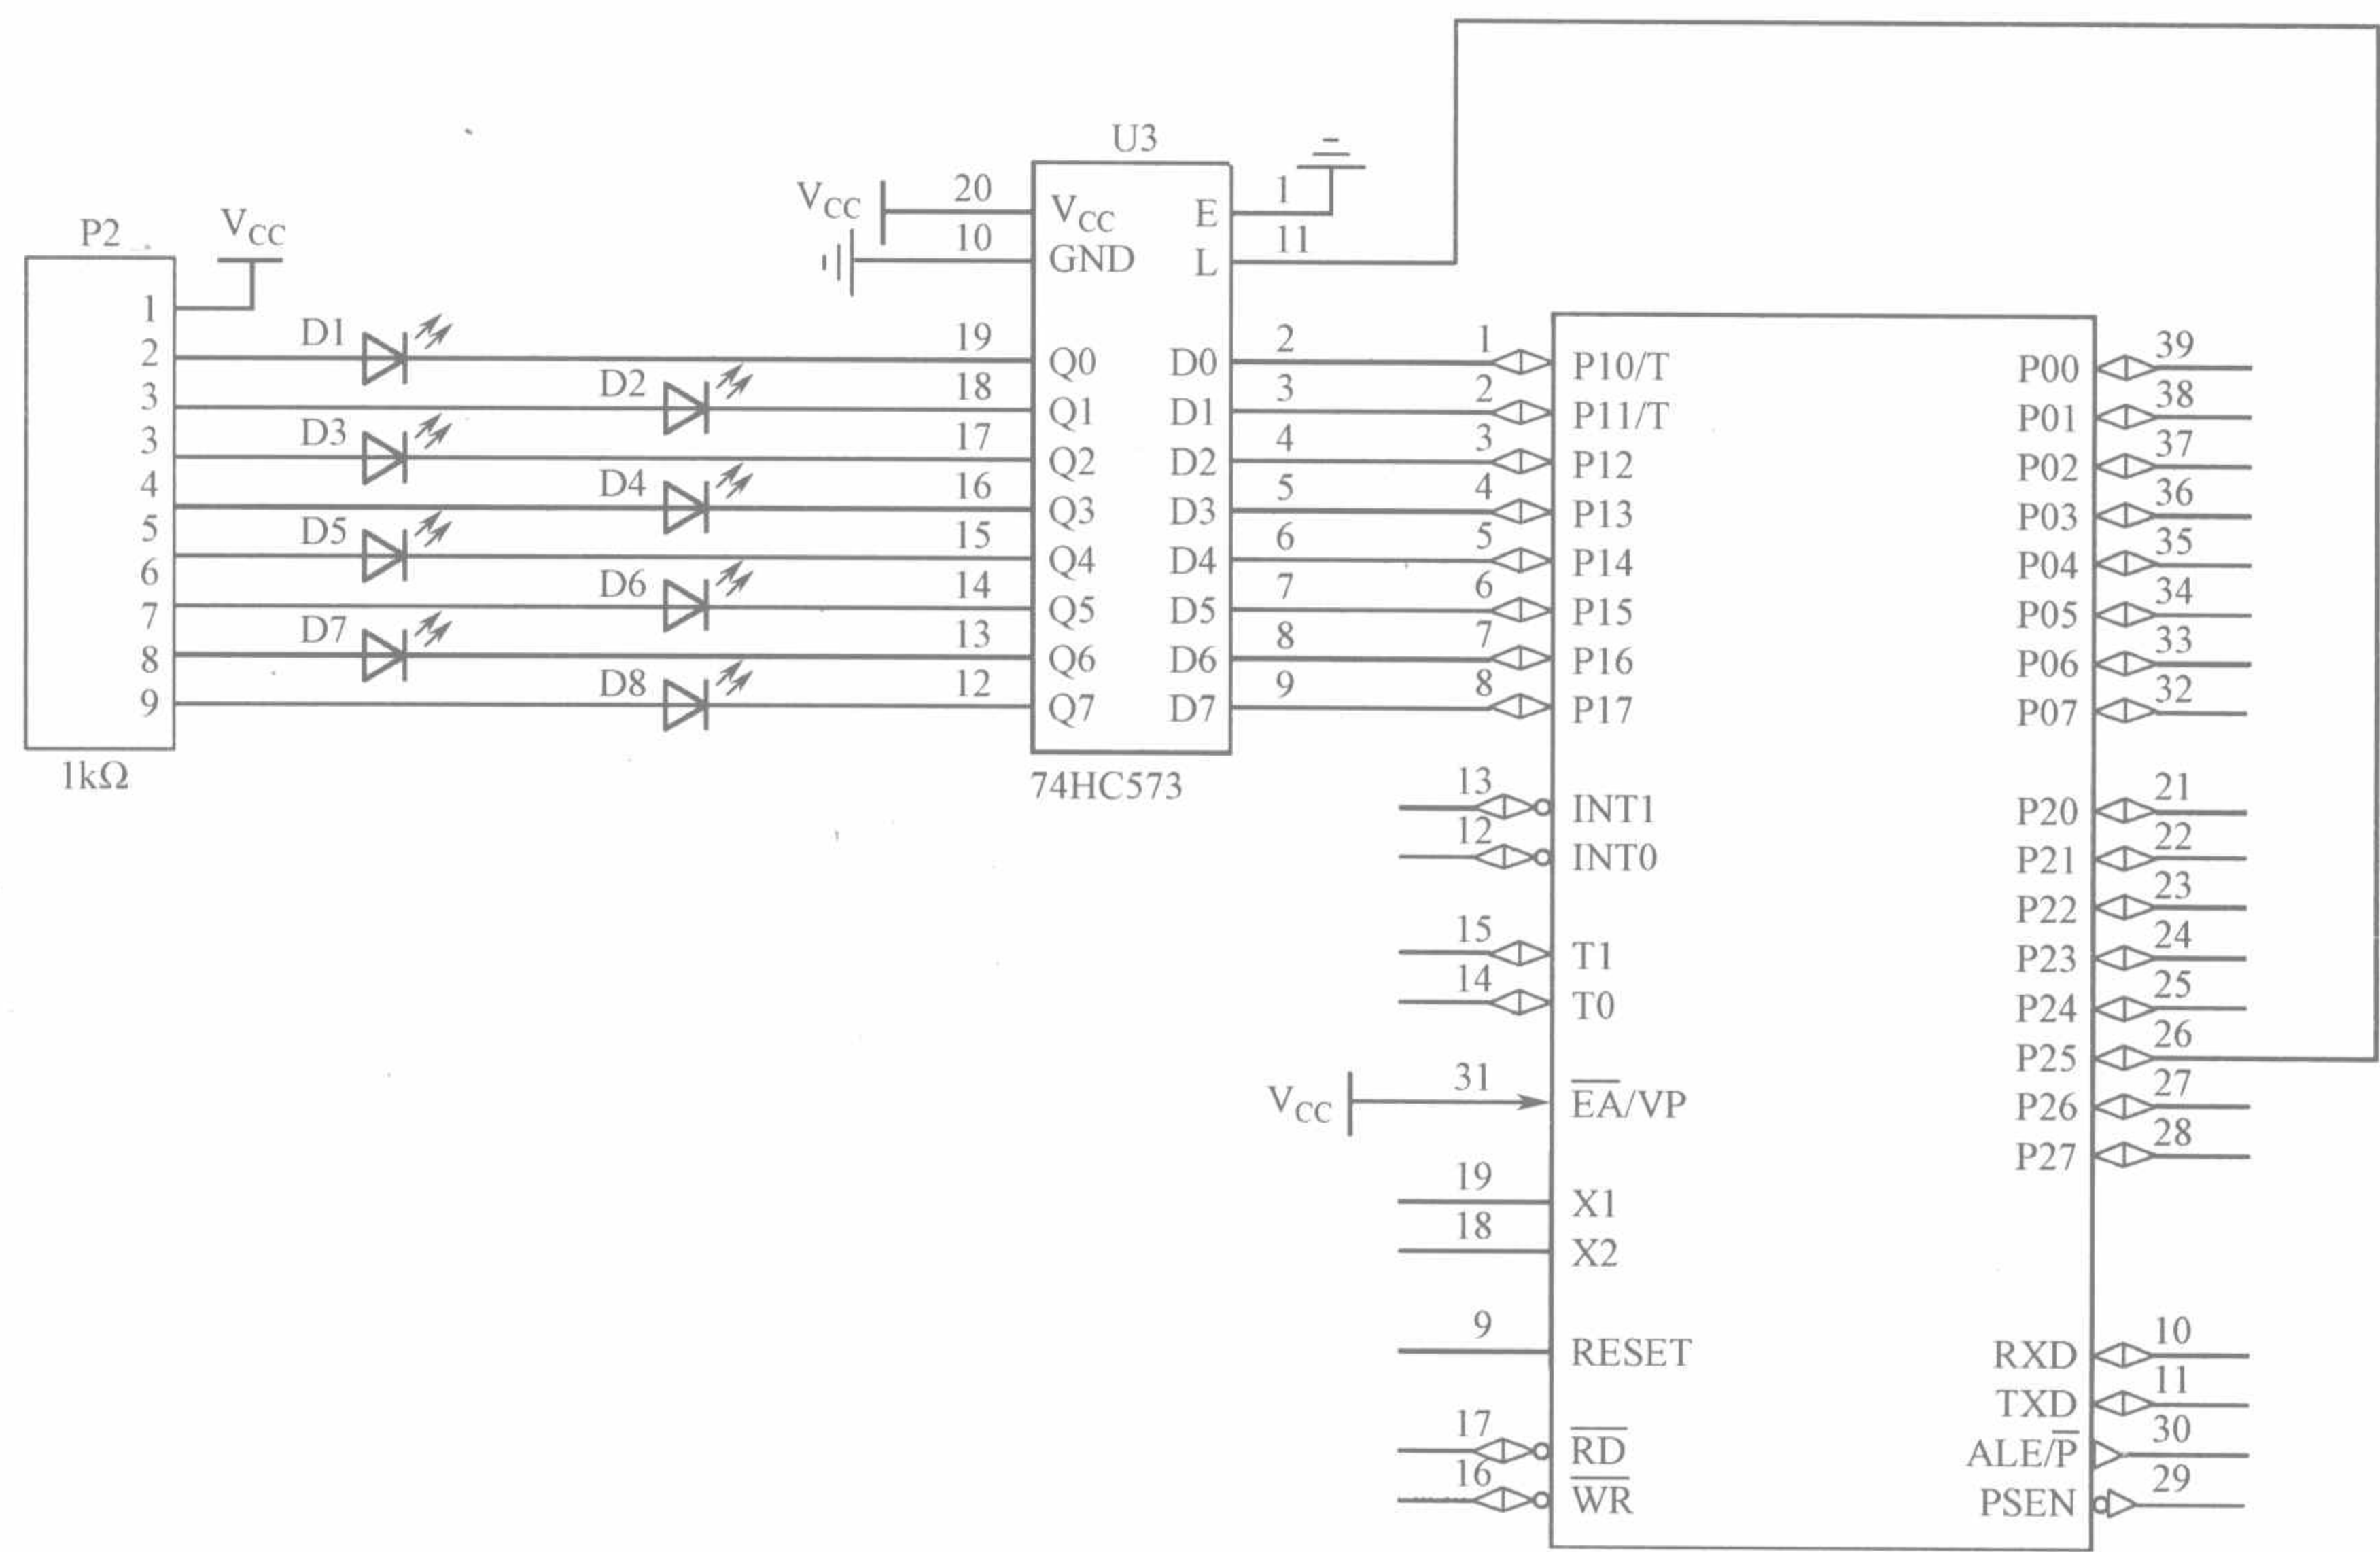 P2
V_CC
1
2
3
3
4
5
6
7
8
9
1kΩ
D1
D2
D3
D4
D5
D6
D7
D8
U3
V_CC 20 V_CC E 1
10 GND L 11
19 Q0 D0 2
18 Q1 D1 3
17 Q2 D2 4
16 Q3 D3 5
15 Q4 D4 6
14 Q5 D5 7
13 Q6 D6 8
12 Q7 D7 9
74HC573
1 P10/T P00 39
2 P11/T P01 38
3 P12 P02 37
4 P13 P03 36
5 P14 P04 35
6 P15 P05 34
7 P16 P06 33
8 P17 P07 32
13 INT1 P20 21
12 INT0 P21 22
P22 23
15 T1 P23 24
14 T0 P24 25
P25 26
V_CC 31 E̅A̅/VP P26 27
P27 28
19 X1
18 X2
9 RESET RXD 10
TXD 11
17 R̅D̅ ALE/P̅ 30
16 W̅R̅ PSEN 29